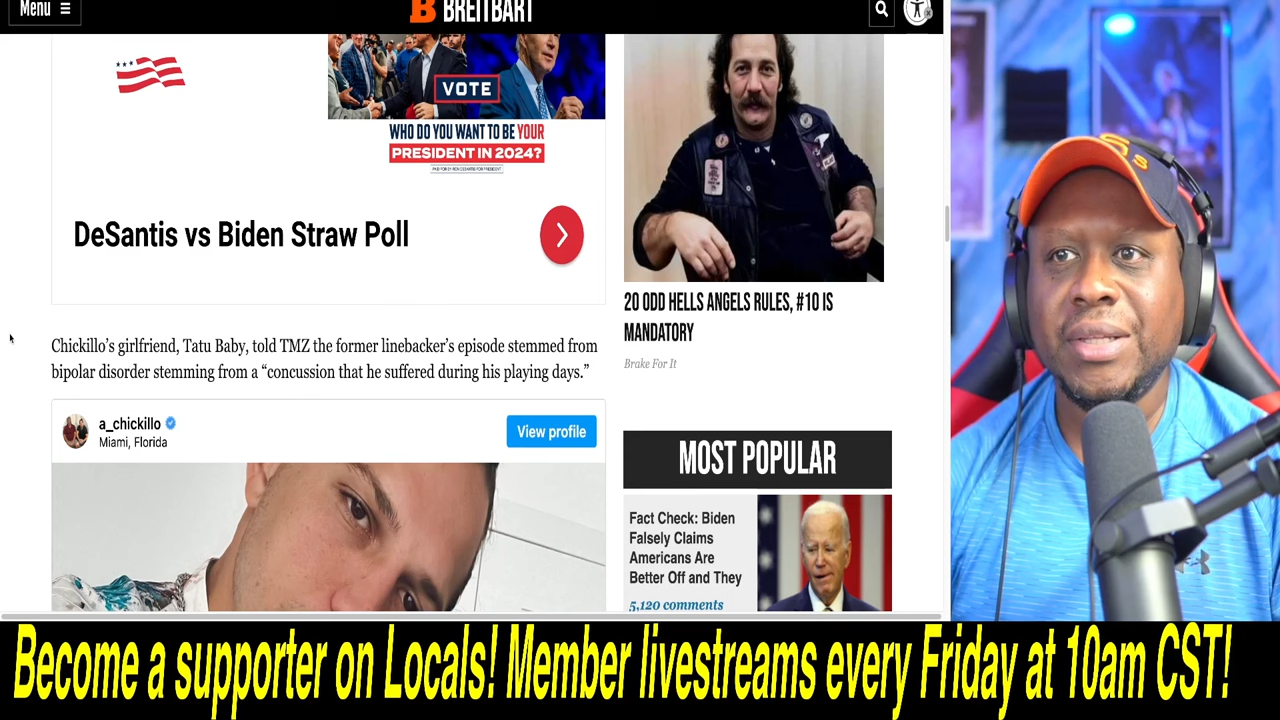 Menu
BREITBART
VOTE
WHO DO YOU WANT TO BE YOUR
PRESIDENT IN 2024?
DeSantis vs Biden Straw Poll
20 ODD HELLS ANGELS RULES, #10 IS
MANDATORY
Brake For It
Chickillo's girlfriend, Tatu Baby, told TMZ the former linebacker's episode stemmed from
bipolar disorder stemming from a “concussion that he suffered during his playing days.”
a_chickillo
Miami, Florida
View profile
MOST POPULAR
Fact Check: Biden
Falsely Claims
Americans Are
Better Off and They
5,120 comments
Become a supporter on Locals! Member livestreams every Friday at 10am CST!